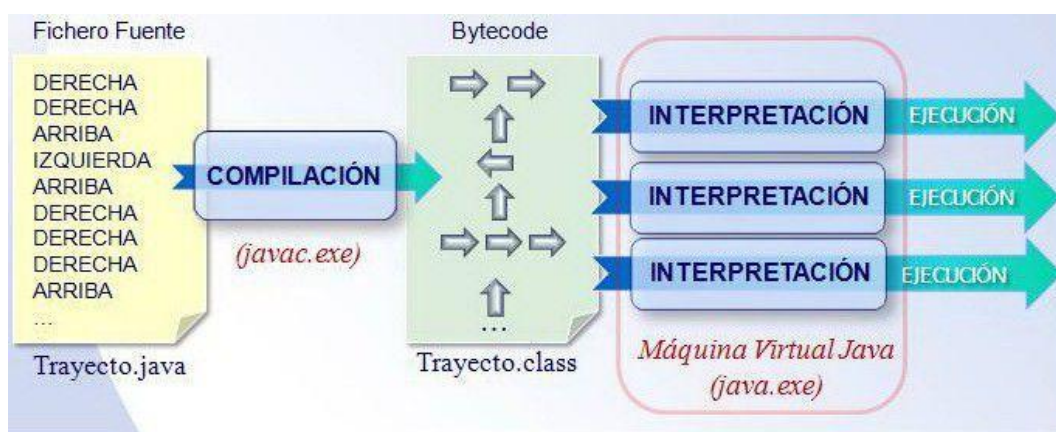 Fichero Fuente
DERECHA
DERECHA
ARRIBA
IZQUIERDA
ARRIBA
DERECHA
DERECHA
DERECHA
ARRIBA
...
Trayecto.java
COMPILACIÓN
(javac.exe)
Bytecode
...
Trayecto.class
INTERPRETACIÓN
EJECUCIÓN
INTERPRETACIÓN
EJECUCIÓN
INTERPRETACIÓN
EJECUCIÓN
Máquina Virtual Java
(java.exe)